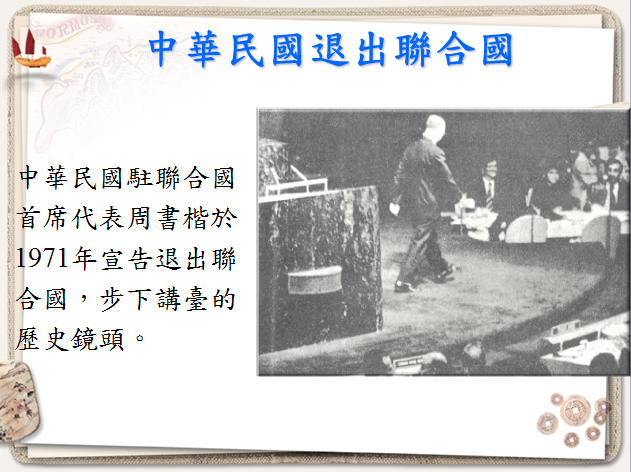 中華民國退出聯合國
中華民國駐聯合國
首席代表周書楷於
1971年宣告退出聯
合國，步下講臺的
歷史鏡頭。